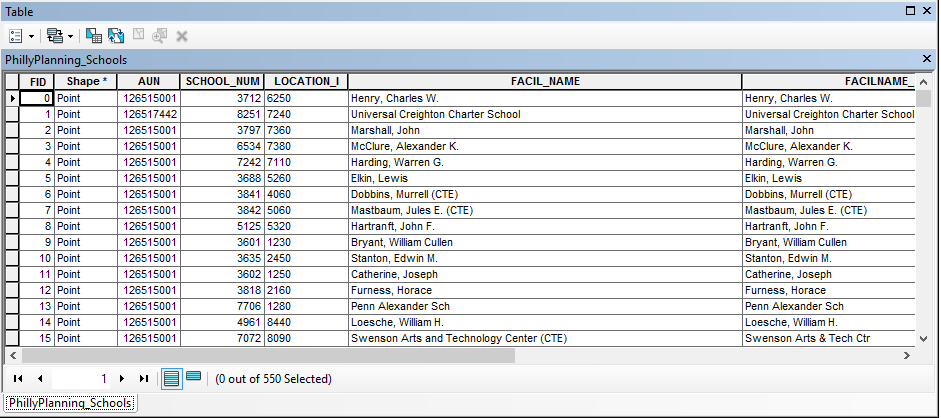 Table
PhillyPlanning_Schools
FID Shape * AUN SCHOOL_NUM LOCATION_I FACIL_NAME FACILNAME_
0 Point 126515001 3712 6250 Henry, Charles W. Henry, Charles W.
1 Point 126517442 8251 7240 Universal Creighton Charter School Universal Creighton Charter School
2 Point 126515001 3797 7360 Marshall, John Marshall, John
3 Point 126515001 6534 7380 McClure, Alexander K. McClure, Alexander K.
4 Point 126515001 7242 7110 Harding, Warren G. Harding, Warren G.
5 Point 126515001 3688 5260 Elkin, Lewis Elkin, Lewis
6 Point 126515001 3841 4060 Dobbins, Murrell (CTE) Dobbins, Murrell (CTE)
7 Point 126515001 3842 5060 Mastbaum, Jules E. (CTE) Mastbaum, Jules E. (CTE)
8 Point 126515001 5125 5320 Hartranft, John F. Hartranft, John F.
9 Point 126515001 3601 1230 Bryant, William Cullen Bryant, William Cullen
10 Point 126515001 3635 2450 Stanton, Edwin M. Stanton, Edwin M.
11 Point 126515001 3602 1250 Catherine, Joseph Catherine, Joseph
12 Point 126515001 3818 2160 Furness, Horace Furness, Horace
13 Point 126515001 7706 1280 Penn Alexander Sch Penn Alexander Sch
14 Point 126515001 4961 8440 Loesche, William H. Loesche, William H.
15 Point 126515001 7072 8090 Swenson Arts and Technology Center (CTE) Swenson Arts & Tech Ctr
1 (0 out of 550 Selected)
PhillyPlanning_Schools